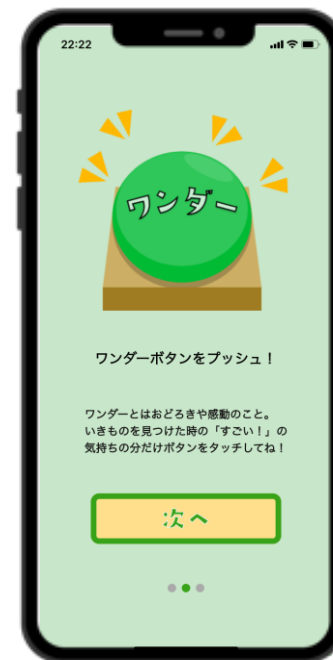 22:22
ワンダー
ワンダーボタンをプッシュ！
ワンダーとはおどろきや感動のこと。
いきものを見つけた時の「すごい！」の
気持ちの分だけボタンをタッチしてね！
次へ